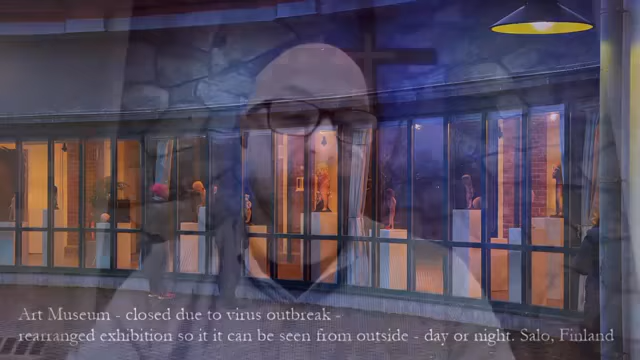 Art Museum - closed due to virus outbreak -
rearranged exhibition so it it can be seen from outside - day or night. Salo, Finland